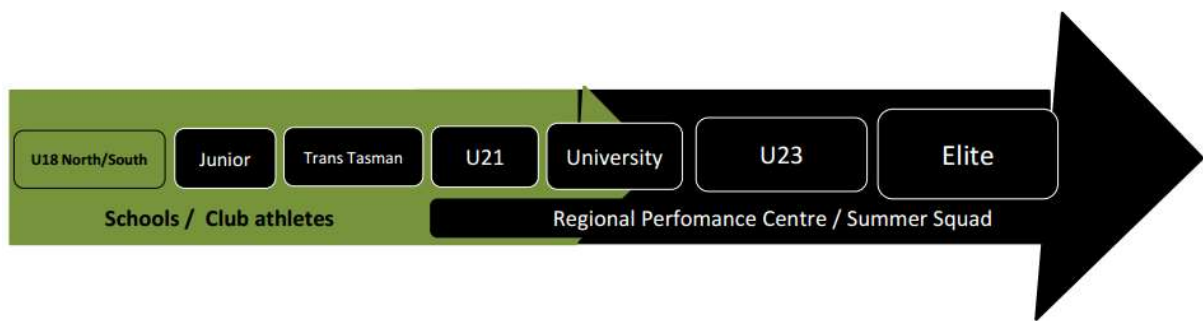 U18 North/South Junior Trans Tasman U21 University U23 Elite
Schools / Club athletes Regional Perfomance Centre / Summer Squad